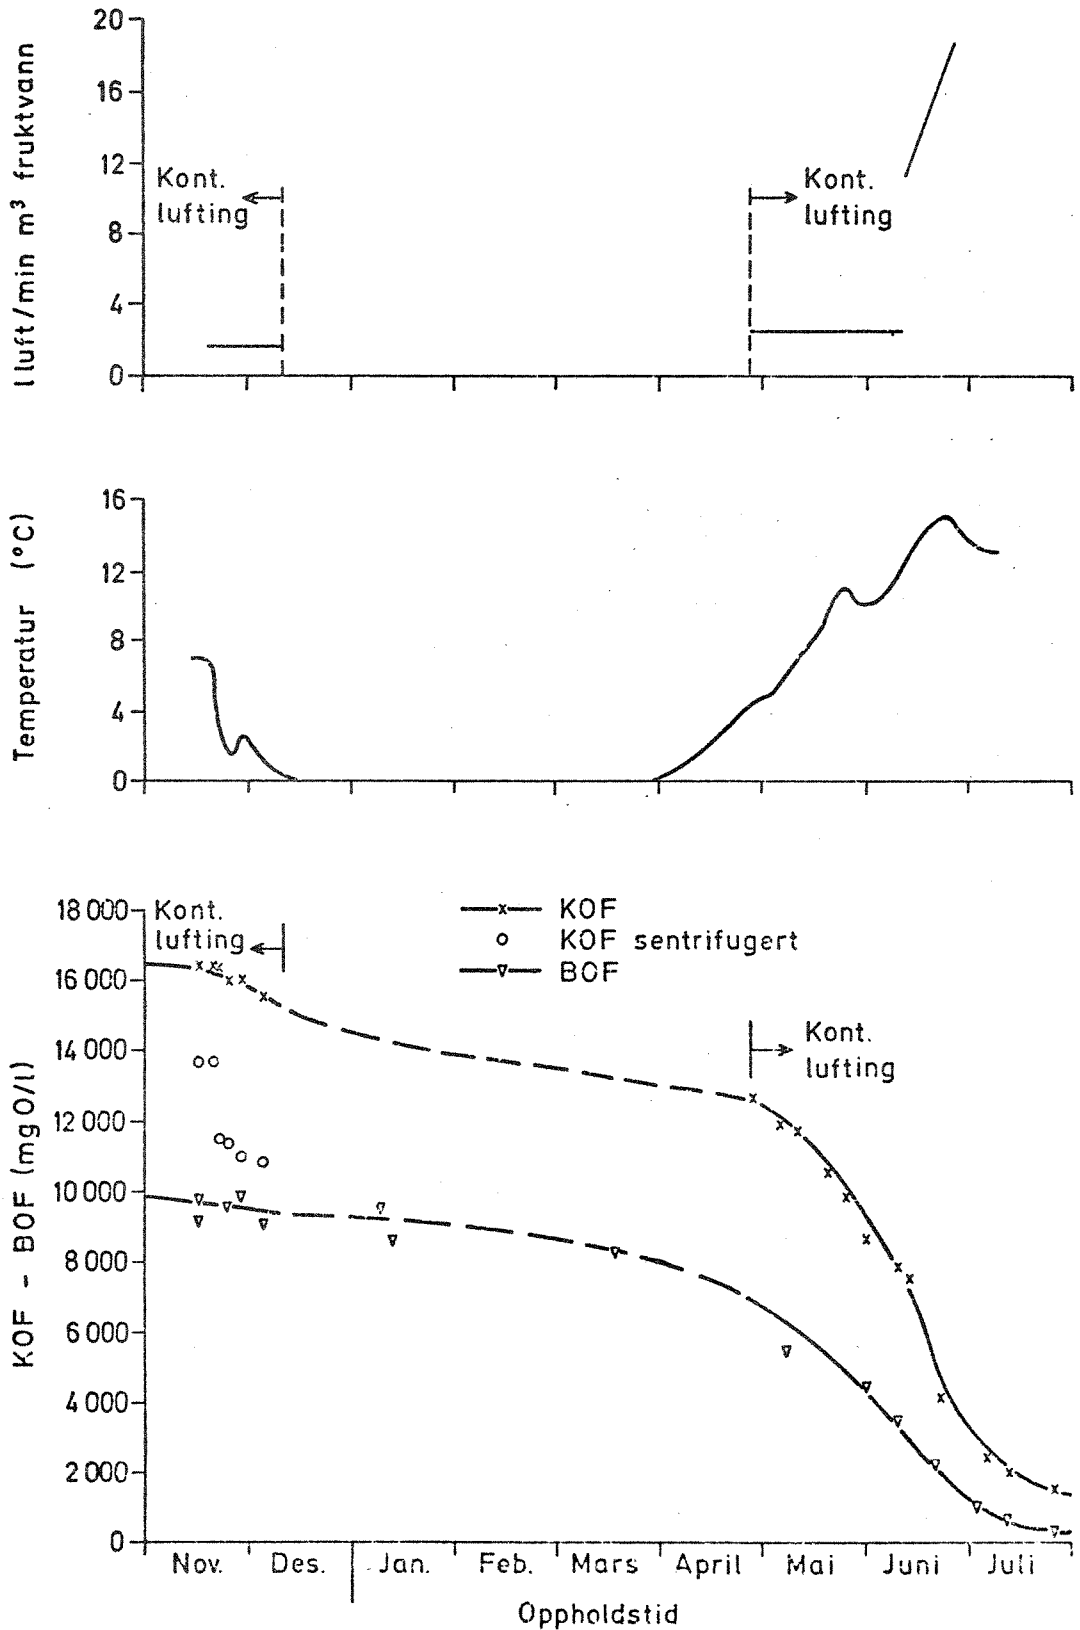 l luft/min m³ fruktvann
20
16
12
8
4
0
Kont.
lufting
Kont.
lufting
Temperatur (°C)
16
12
8
4
0
KOF - BOF (mg O/l)
18 000
16 000
14 000
12 000
10 000
8 000
6 000
4 000
2 000
0
Kont.
lufting
KOF
KOF sentrifugert
BOF
Kont.
lufting
Nov. Des. Jan. Feb. Mars April Mai Juni Juli
Oppholdstid